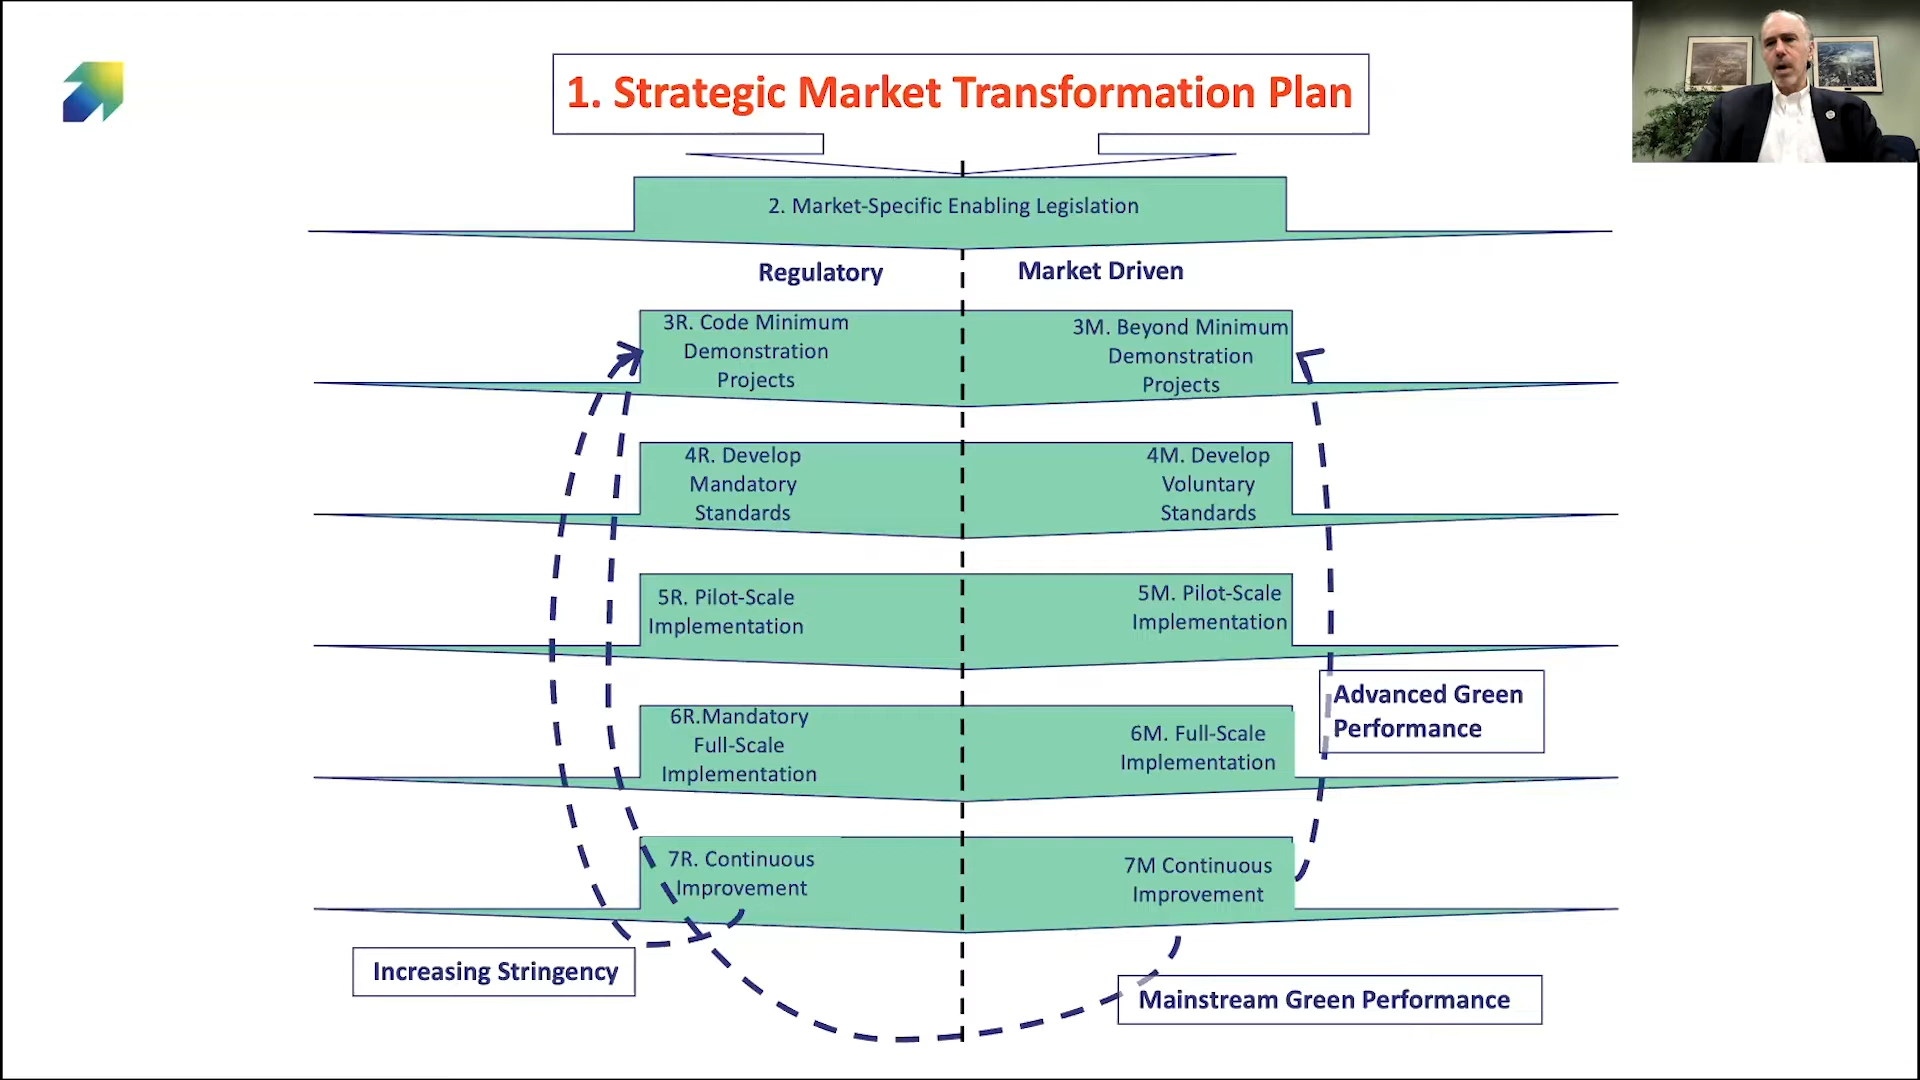 1. Strategic Market Transformation Plan
2. Market-Specific Enabling Legislation
Regulatory
Market Driven
3R. Code Minimum
Demonstration
Projects
3M. Beyond Minimum
Demonstration
Projects
4R. Develop
Mandatory
Standards
4M. Develop
Voluntary
Standards
5R. Pilot-Scale
Implementation
5M. Pilot-Scale
Implementation
Advanced Green
Performance
6R.Mandatory
Full-Scale
Implementation
6M. Full-Scale
Implementation
7R. Continuous
Improvement
7M Continuous
Improvement
Increasing Stringency
Mainstream Green Performance